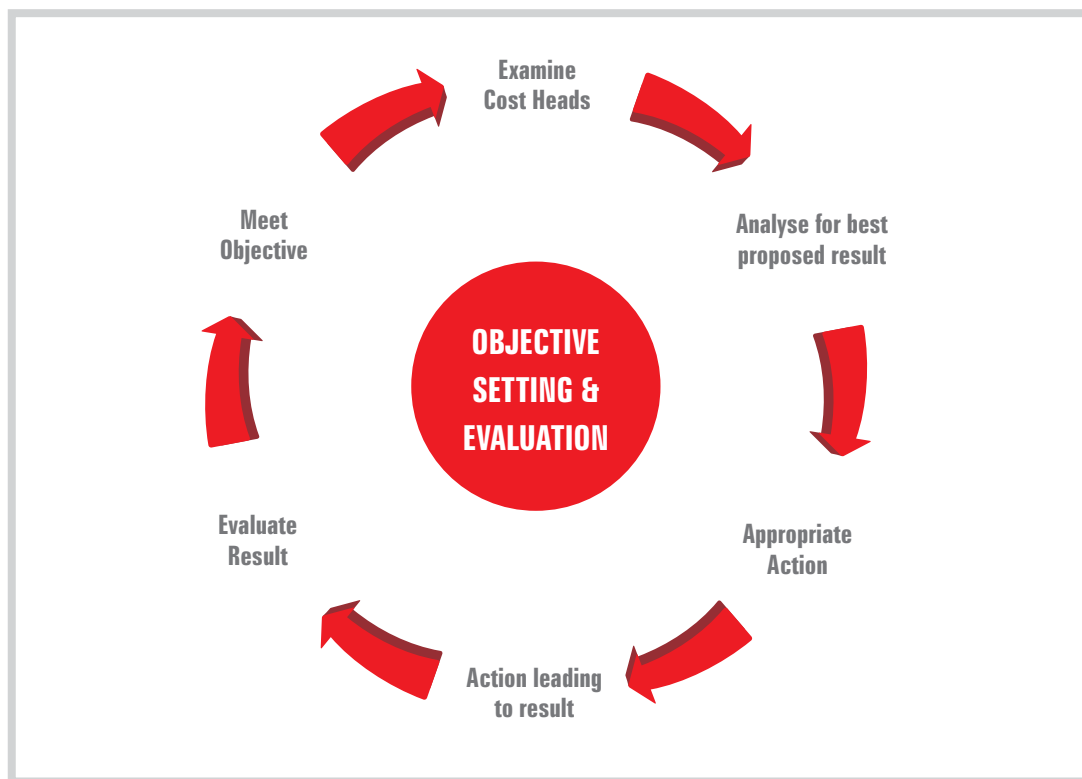 Examine
Cost Heads
Analyse for best
proposed result
Appropriate
Action
Action leading
to result
Evaluate
Result
Meet
Objective
OBJECTIVE
SETTING &
EVALUATION